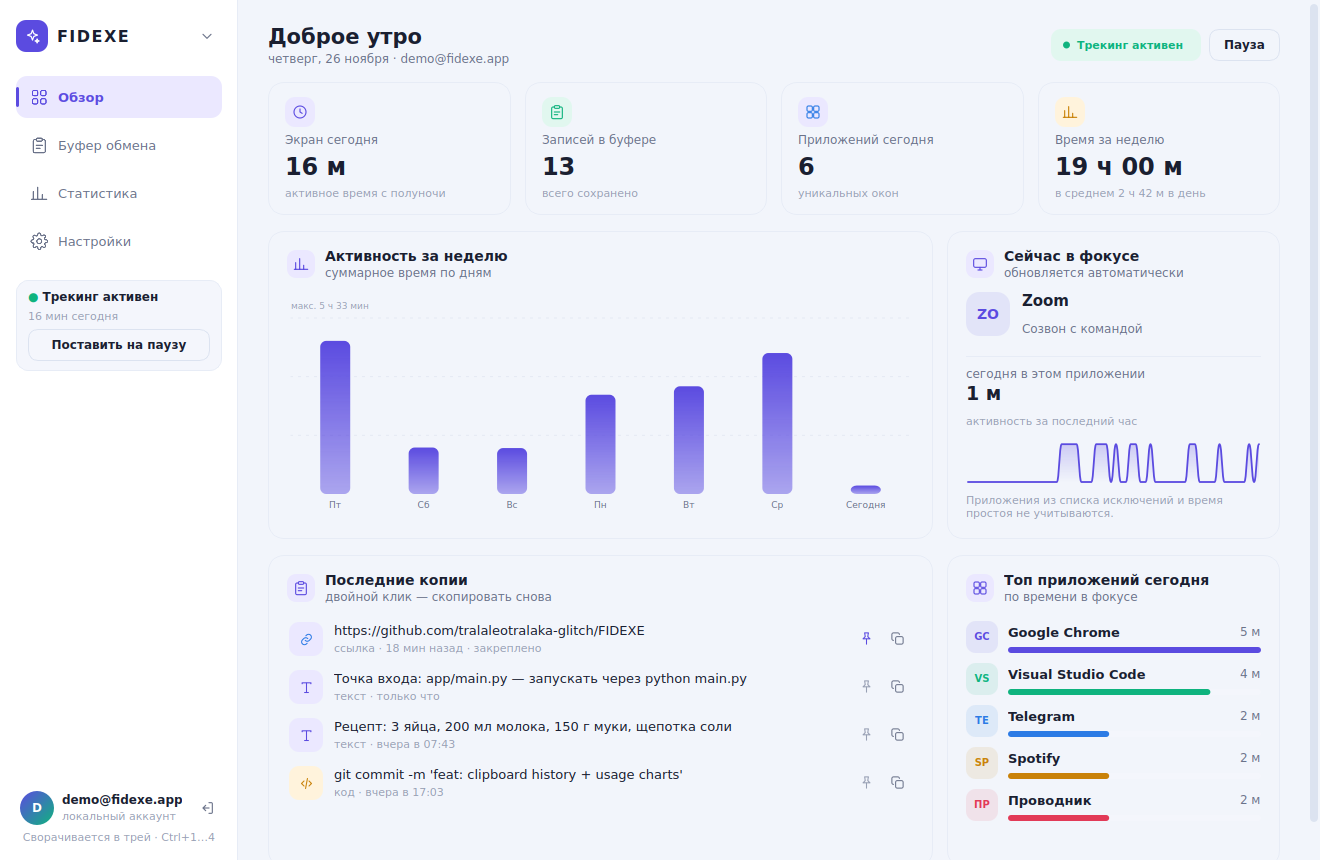 FIDEXE
Обзор
Буфер обмена
Статистика
Настройки
Трекинг активен
16 мин сегодня
Поставить на паузу
D
demo@fidexe.app
локальный аккаунт
Сворачивается в трей · Ctrl+1…4
Доброе утро
четверг, 26 ноября · demo@fidexe.app
Трекинг активен
Пауза
Экран сегодня
16 м
активное время с полуночи
Записей в буфере
13
всего сохранено
Приложений сегодня
6
уникальных окон
Время за неделю
19 ч 00 м
в среднем 2 ч 42 м в день
Активность за неделю
суммарное время по дням
макс. 5 ч 33 мин
Пт Сб Вс Пн Вт Ср Сегодня
Сейчас в фокусе
обновляется автоматически
ZO
Zoom
Созвон с командой
сегодня в этом приложении
1 м
активность за последний час
Приложения из списка исключений и время
простоя не учитываются.
Последние копии
двойной клик — скопировать снова
https://github.com/tralaleotralaka-glitch/FIDEXE
ссылка · 18 мин назад · закреплено
Точка входа: app/main.py — запускать через python main.py
текст · только что
Рецепт: 3 яйца, 200 мл молока, 150 г муки, щепотка соли
текст · вчера в 07:43
git commit -m 'feat: clipboard history + usage charts'
код · вчера в 17:03
Топ приложений сегодня
по времени в фокусе
GC Google Chrome 5 м
VS Visual Studio Code 4 м
TE Telegram 2 м
SP Spotify 2 м
ПР Проводник 2 м